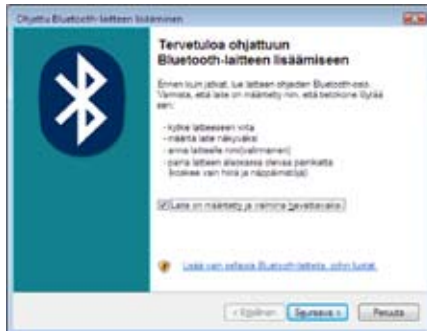 Ohjattu Bluetooth-laitteen lisääminen
Tervetuloa ohjattuun
Bluetooth-laitteen lisäämiseen
Ennen kuin jatkat, lue laitteen ohjeiden Bluetooth-osio.
Varmista, että laite on määritetty niin, että tietokone löytää
sen:
- kytke laitteeseen virta
- määritä laite näkyväksi
- anna laitteelle nimi(valinnainen)
- paina laitteen alaosassa olevaa painiketta
(koskee vain hiiriä ja näppäimistöjä)
Laite on määritetty ja valmiina havaittavaksi.
Lisää vain sellaisia Bluetooth-laitteita, joihin luotat.
< Edellinen
Seuraava >
Peruuta